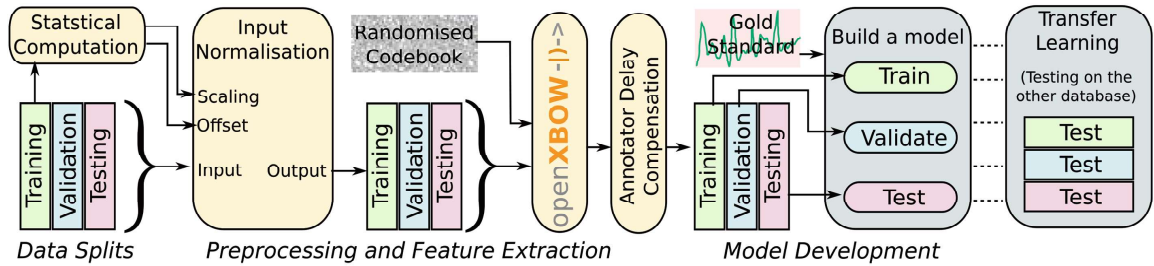 Statstical
Computation
Training
Validation
Testing
Data Splits
Input
Normalisation
Scaling
Offset
Input
Output
Randomised
Codebook
Training
Validation
Testing
Preprocessing and Feature Extraction
openXBOW -|)->
Annotator Delay
Compensation
Gold
Standard
Training
Validation
Testing
Build a model
Train
Validate
Test
Model Development
Transfer
Learning
(Testing on the
other database)
Test
Test
Test